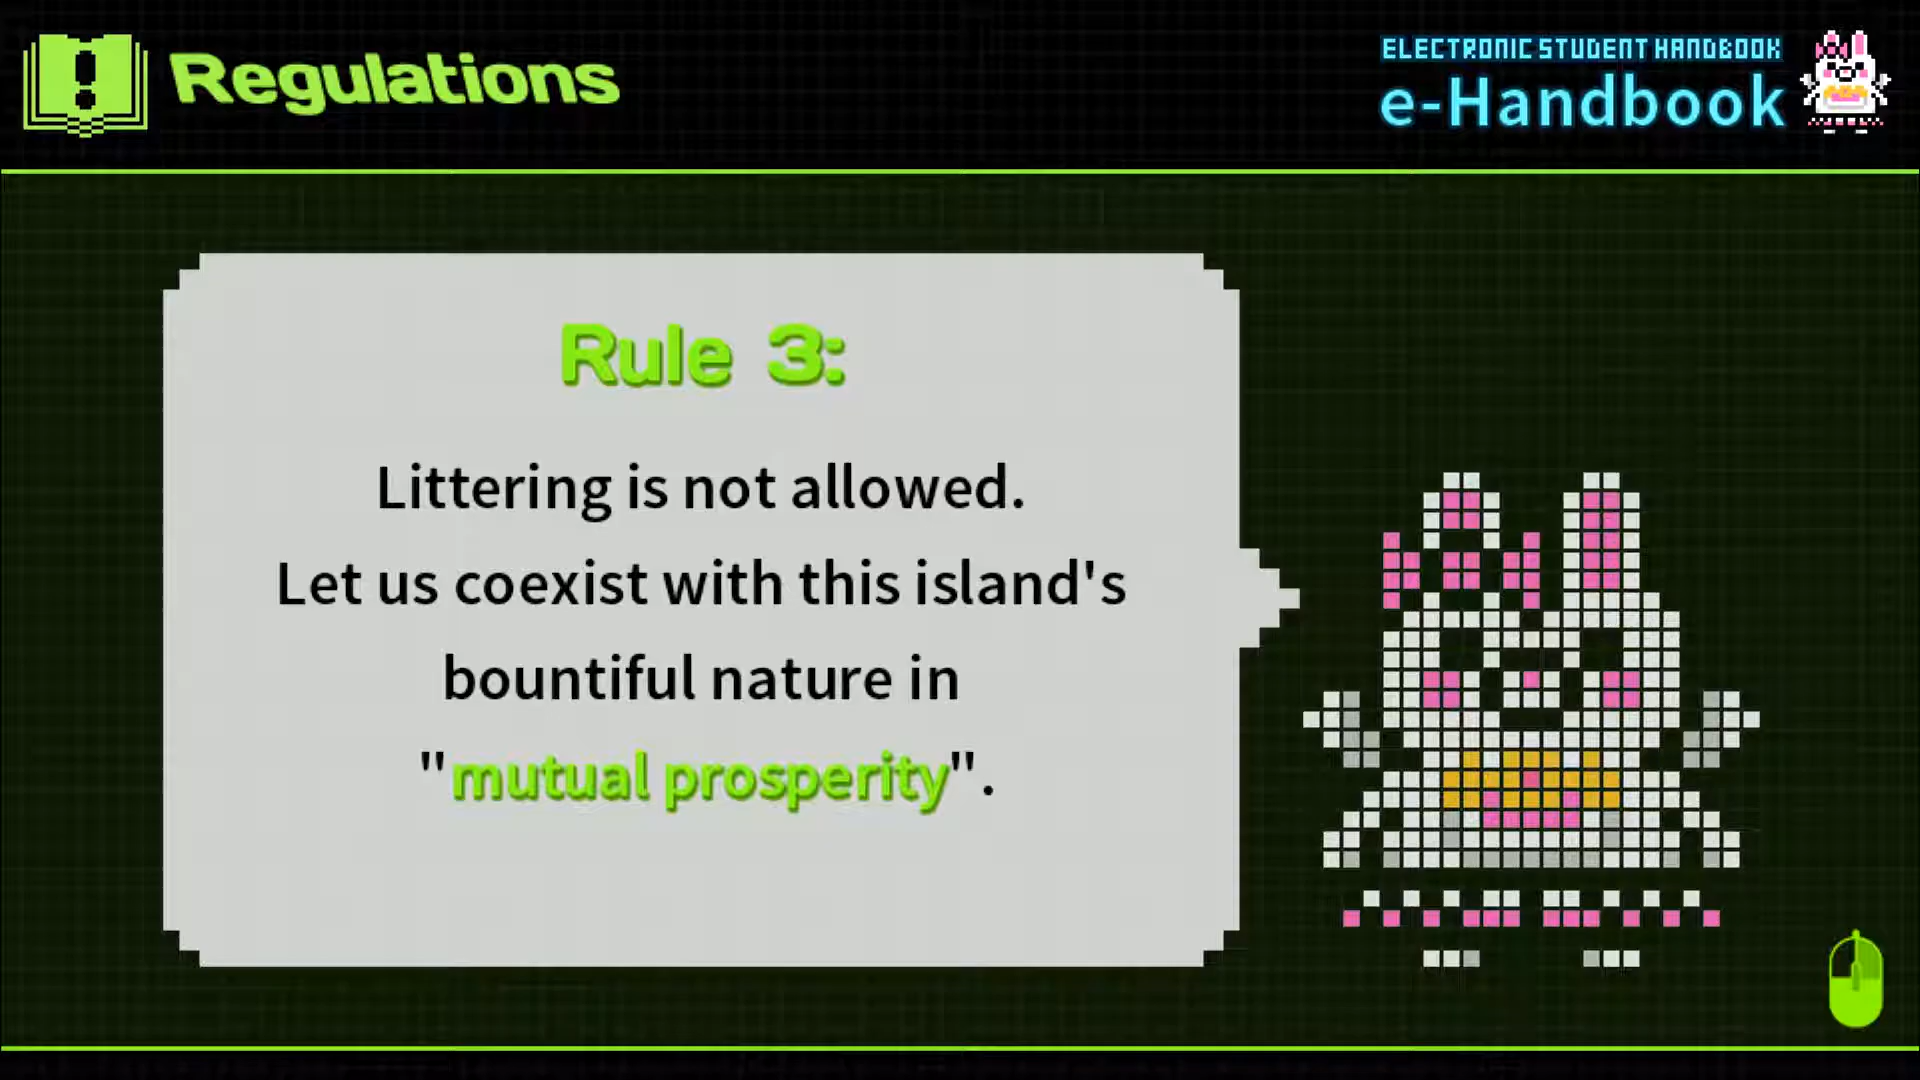 Regulations
ELECTRONIC STUDENT HANDBOOK
e-Handbook
Rule 3:
Littering is not allowed.
Let us coexist with this island's
bountiful nature in
"mutual prosperity".